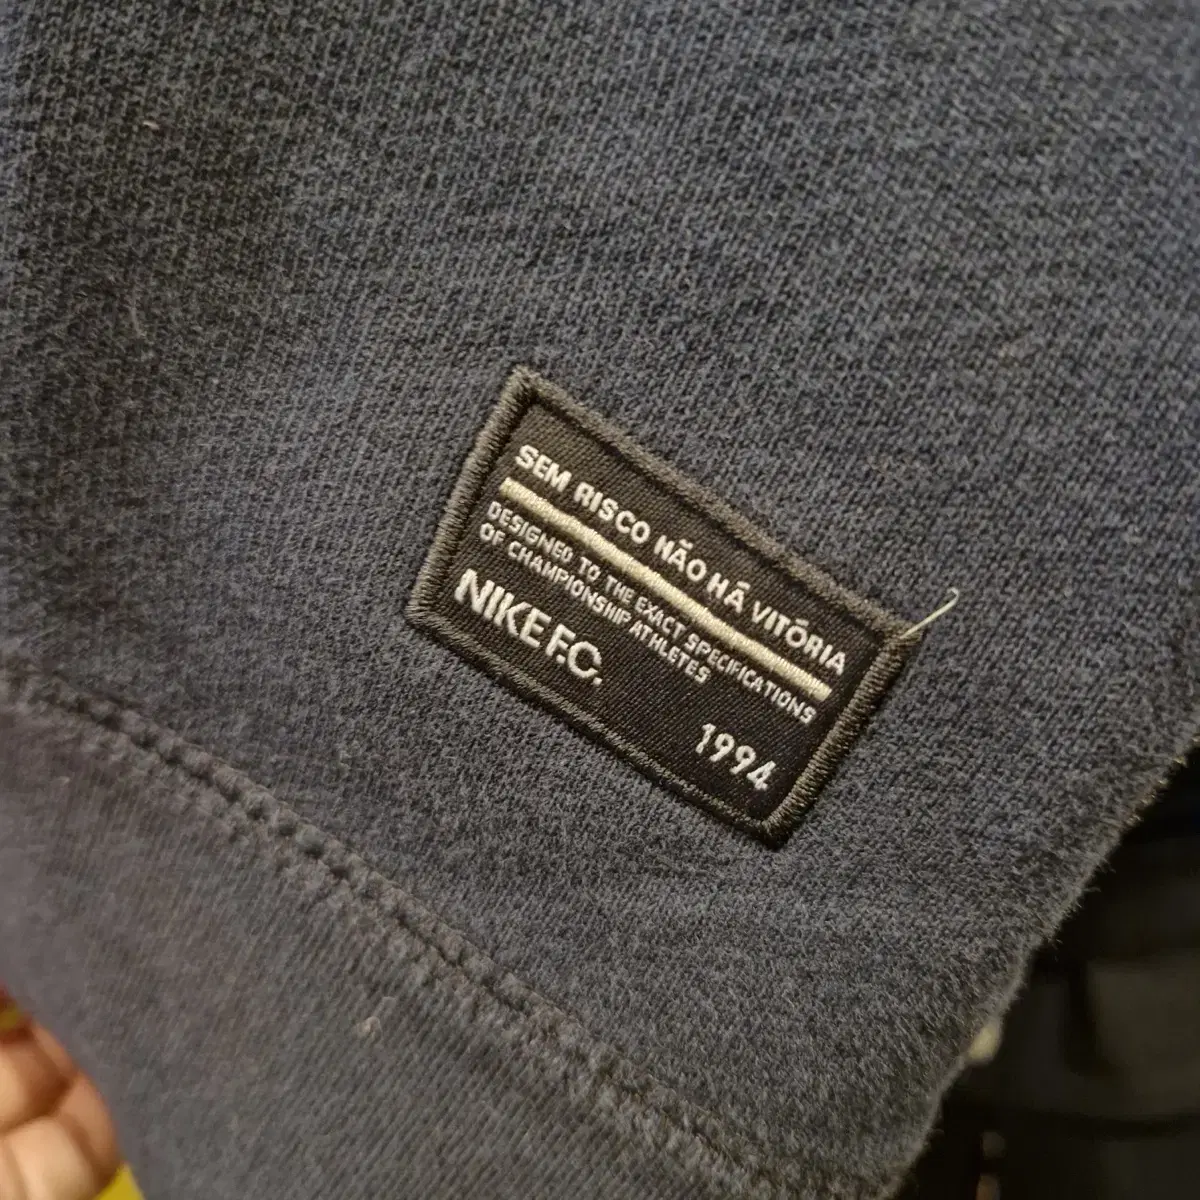 SEM RISCO NÃO HÁ VITÓRIA
DESIGNED TO THE EXACT SPECIFICATIONS
OF CHAMPIONSHIP ATHLETES
NIKE F.C.
1994